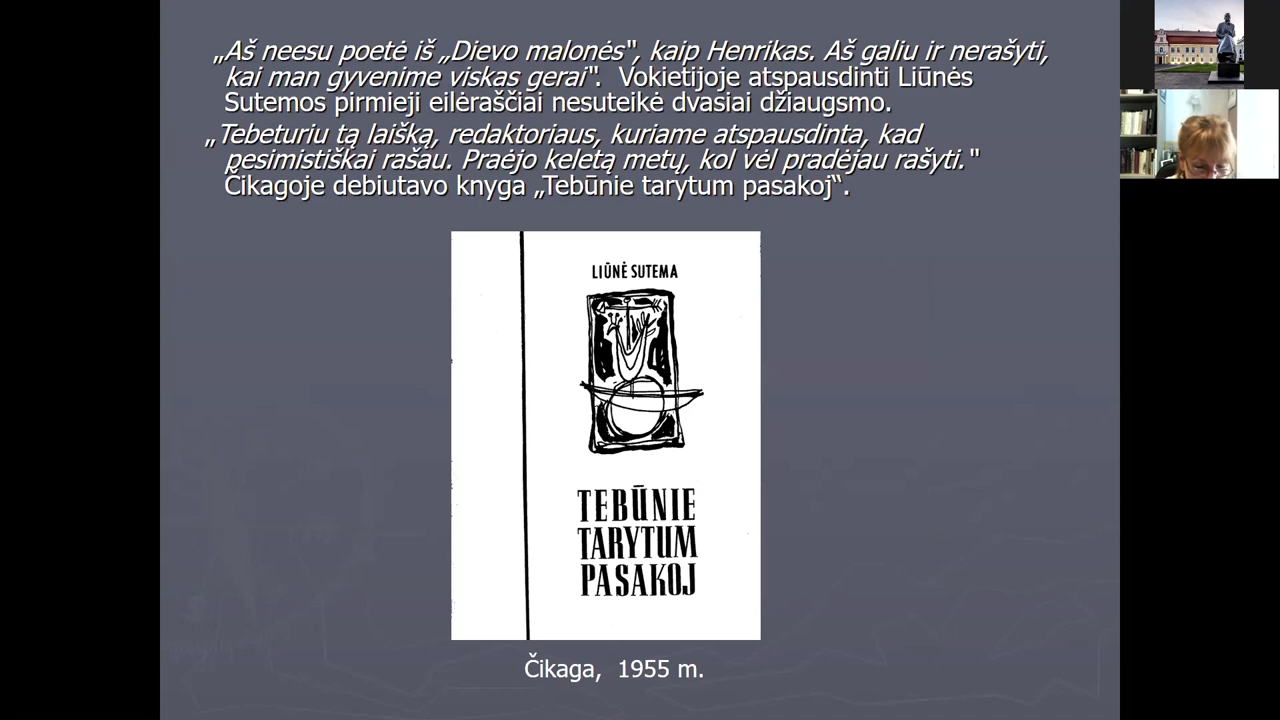 „Aš neesu poetė iš „Dievo malonės", kaip Henrikas. Aš galiu ir nerašyti,
kai man gyvenime viskas gerai". Vokietijoje atspausdinti Liūnės
Sutemos pirmieji eilėraščiai nesuteikė dvasiai džiaugsmo.
„Tebeturiu tą laišką, redaktoriaus, kuriame atspausdinta, kad
pesimistiškai rašau. Praėjo keletą metų, kol vėl pradėjau rašyti."
Čikagoje debiutavo knyga „Tebūnie tarytum pasakoj“.
LIŪNĖ SUTEMA
TEBŪNIE
TARYTUM
PASAKOJ
Čikaga, 1955 m.